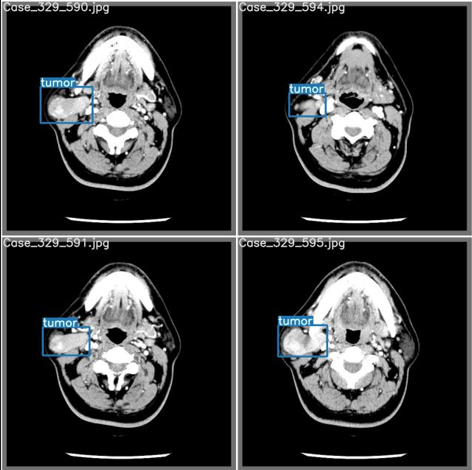 Case_329_590.jpg
tumor
Case_329_594.jpg
tumor
Case_329_591.jpg
tumor
Case_329_595.jpg
tumor